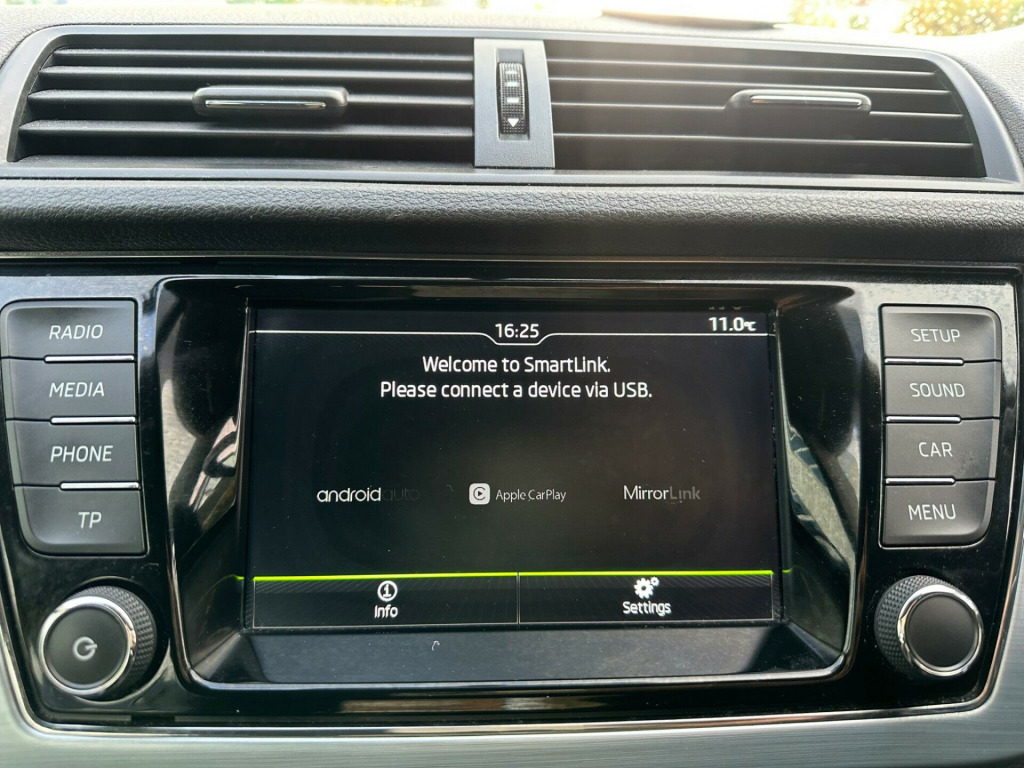 16:25
11.0°C
Welcome to SmartLink.
Please connect a device via USB.
androidauto
Apple CarPlay
MirrorLink
Info
Settings
RADIO
MEDIA
PHONE
TP
SETUP
SOUND
CAR
MENU